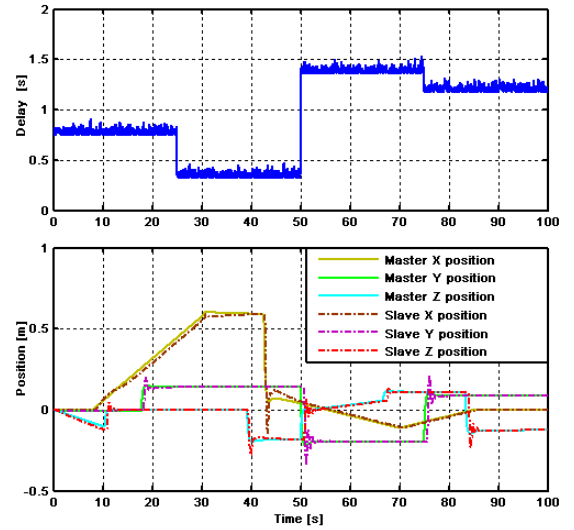 2
1.5
1
0.5
0
Delay [s]
0 10 20 30 40 50 60 70 80 90 100
1
0.5
0
-0.5
Position [m]
Master X position
Master Y position
Master Z position
Slave X position
Slave Y position
Slave Z position
0 10 20 30 40 50 60 70 80 90 100
Time [s]